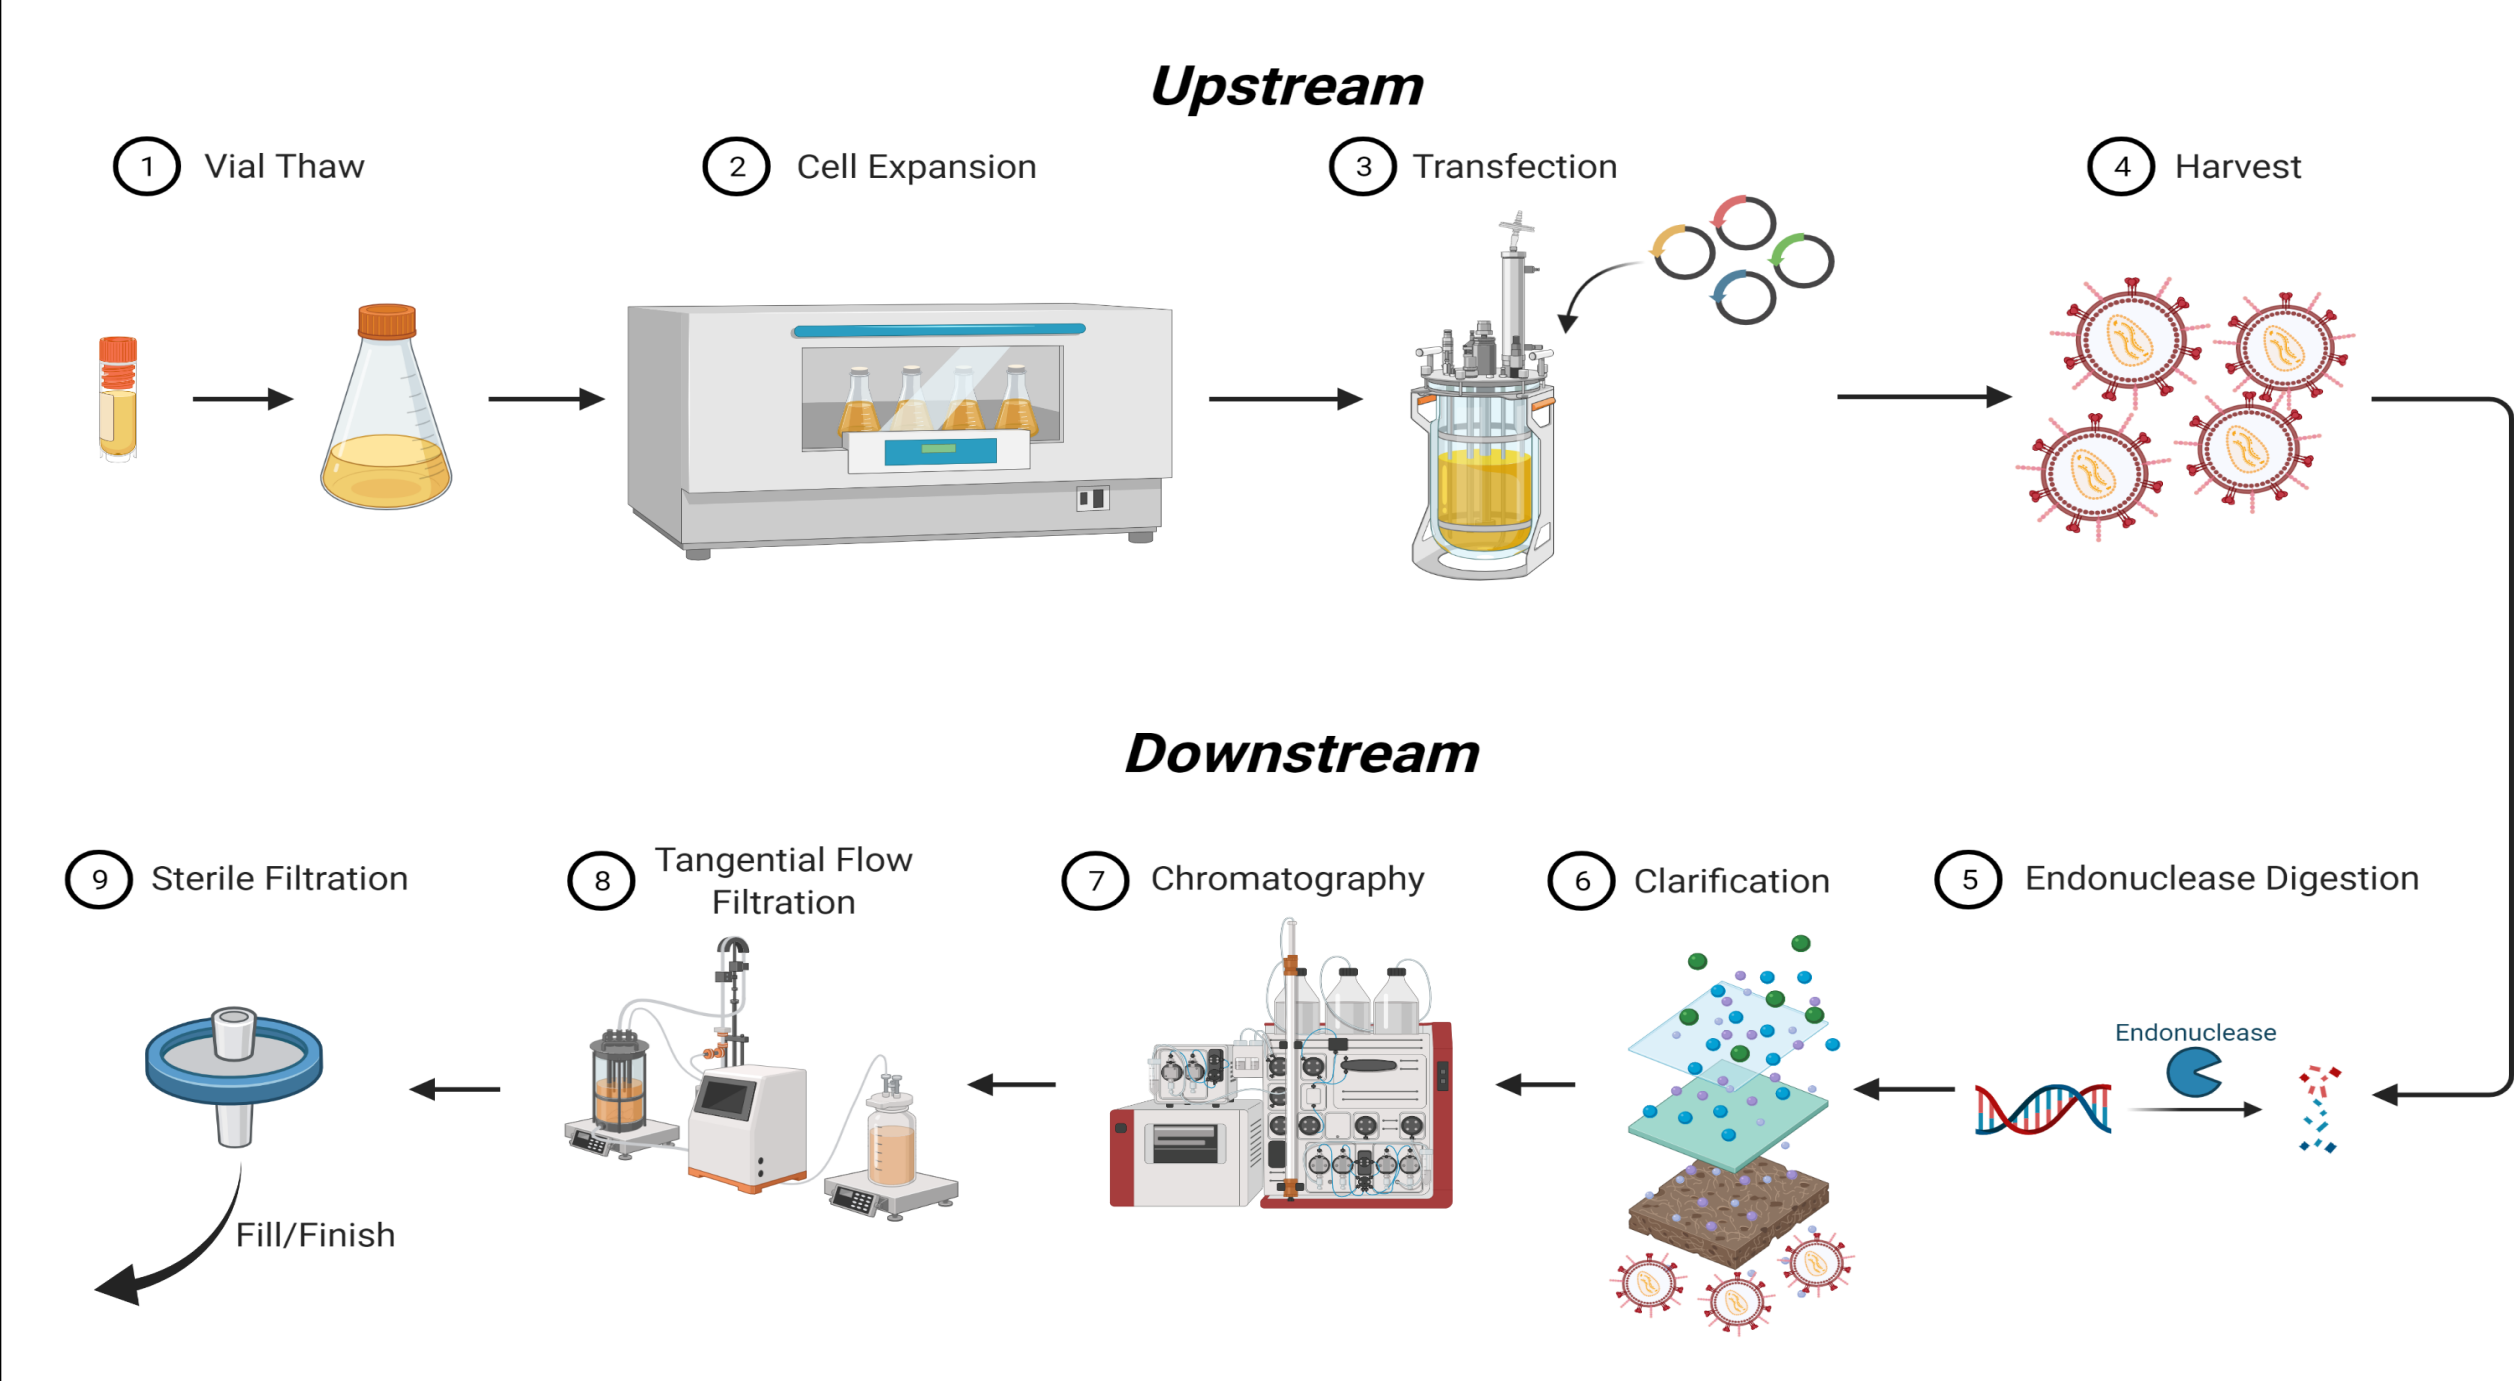 Upstream
1 Vial Thaw
2 Cell Expansion
3 Transfection
4 Harvest
Downstream
9 Sterile Filtration
8 Tangential Flow
Filtration
7 Chromatography
6 Clarification
5 Endonuclease Digestion
Endonuclease
Fill/Finish